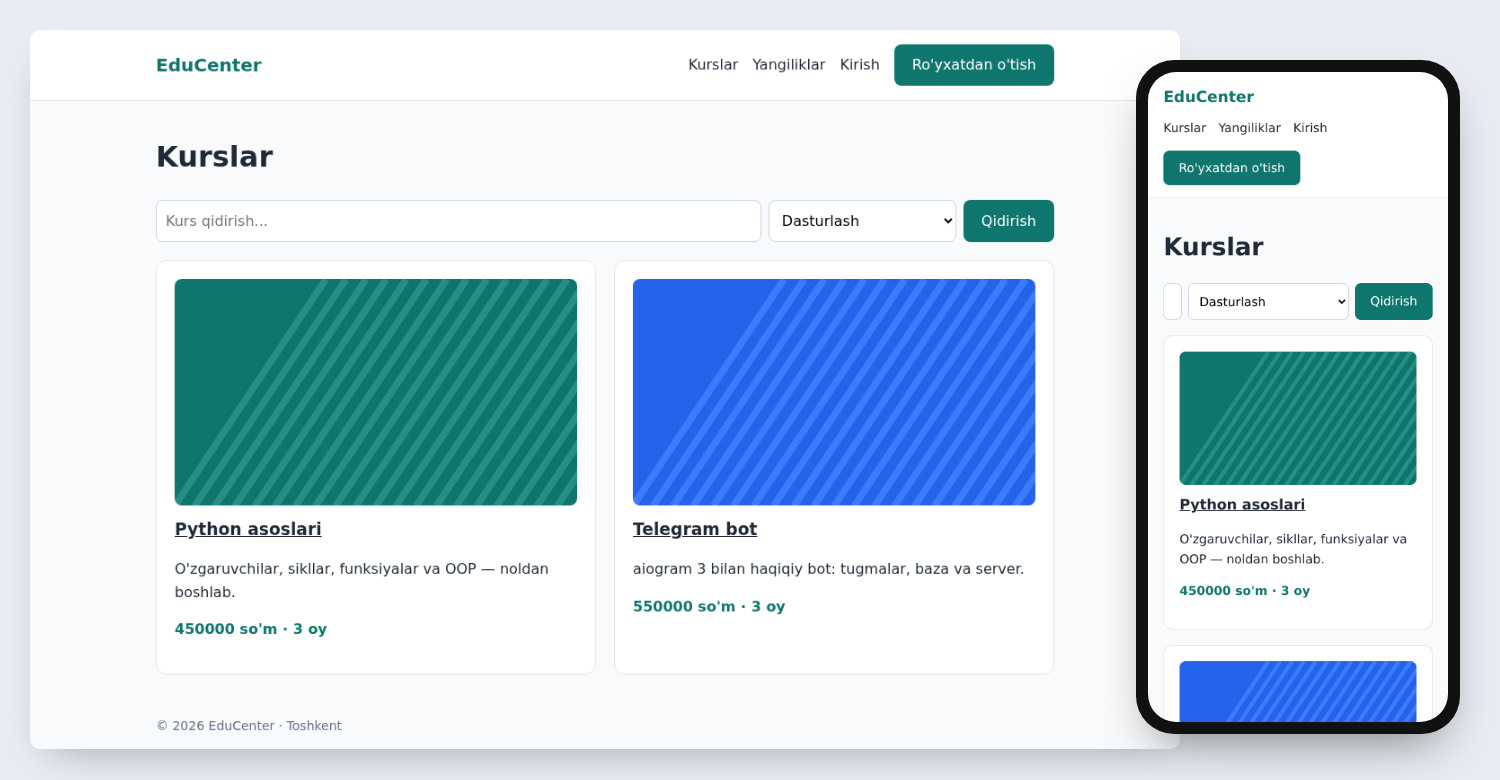 EduCenter
Kurslar Yangiliklar Kirish Ro'yxatdan o'tish
Kurslar
Kurs qidirish...
Dasturlash
Qidirish
Python asoslari
O'zgaruvchilar, sikllar, funksiyalar va OOP — noldan
boshlab.
450000 so'm · 3 oy
Telegram bot
aiogram 3 bilan haqiqiy bot: tugmalar, baza va server.
550000 so'm · 3 oy
© 2026 EduCenter · Toshkent
EduCenter
Kurslar Yangiliklar Kirish
Ro'yxatdan o'tish
Kurslar
Dasturlash
Qidirish
Python asoslari
O'zgaruvchilar, sikllar, funksiyalar va
OOP — noldan boshlab.
450000 so'm · 3 oy